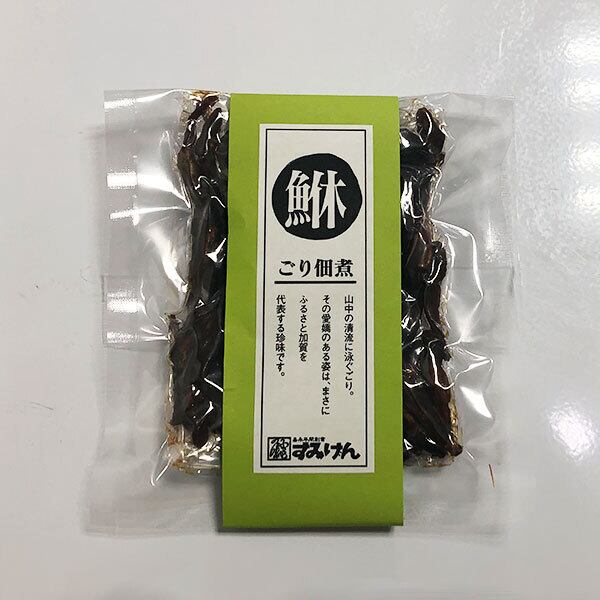 鮴
ごり佃煮
山中の清流に泳ぐごり。
その愛嬌のある姿は、まさに
ふるさと加賀を
代表する珍味です。
すみげん